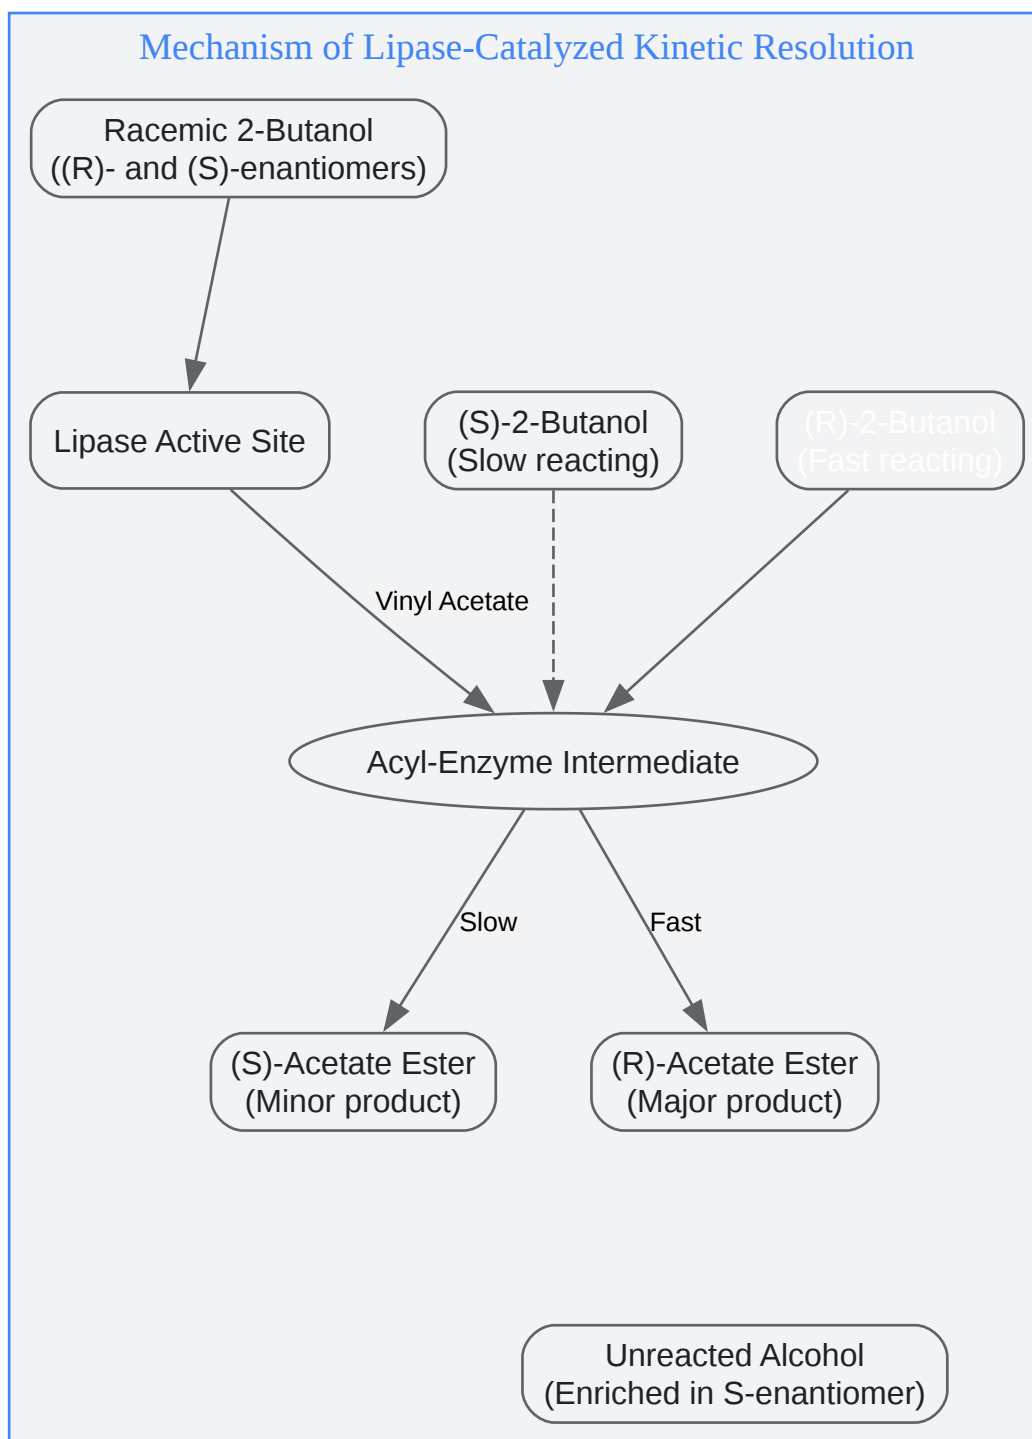 Mechanism of Lipase-Catalyzed Kinetic Resolution
Racemic 2-Butanol
((R)- and (S)-enantiomers)
Lipase Active Site
(S)-2-Butanol
(Slow reacting)
(R)-2-Butanol
(Fast reacting)
Vinyl Acetate
Acyl-Enzyme Intermediate
Slow
Fast
(S)-Acetate Ester
(Minor product)
(R)-Acetate Ester
(Major product)
Unreacted Alcohol
(Enriched in S-enantiomer)